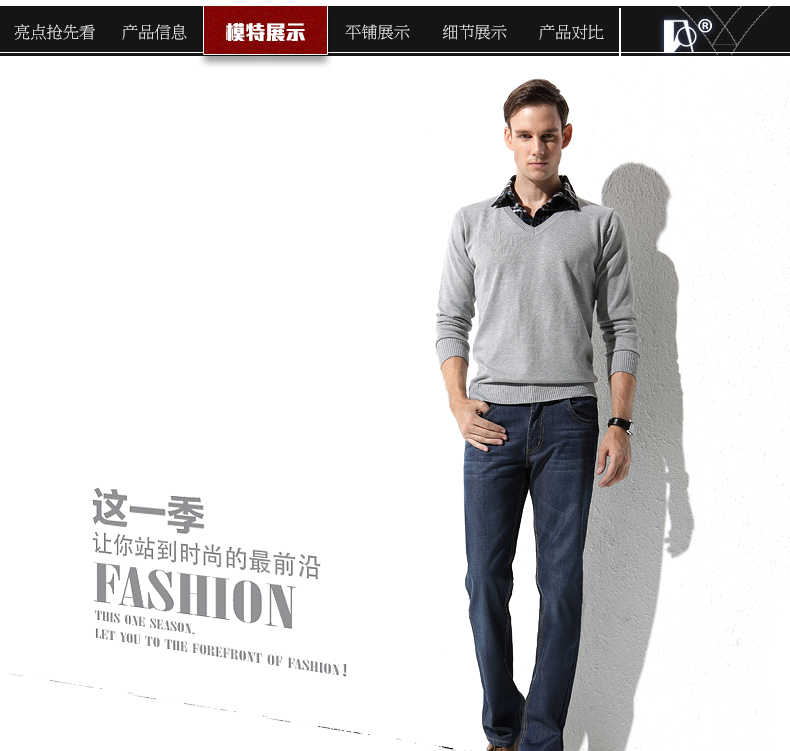 亮点抢先看 产品信息 模特展示 平铺展示 细节展示 产品对比 ®
这一季
让你站到时尚的最前沿
FASHION
THIS ONE SEASON,
LET YOU TO THE FOREFRONT OF FASHION!